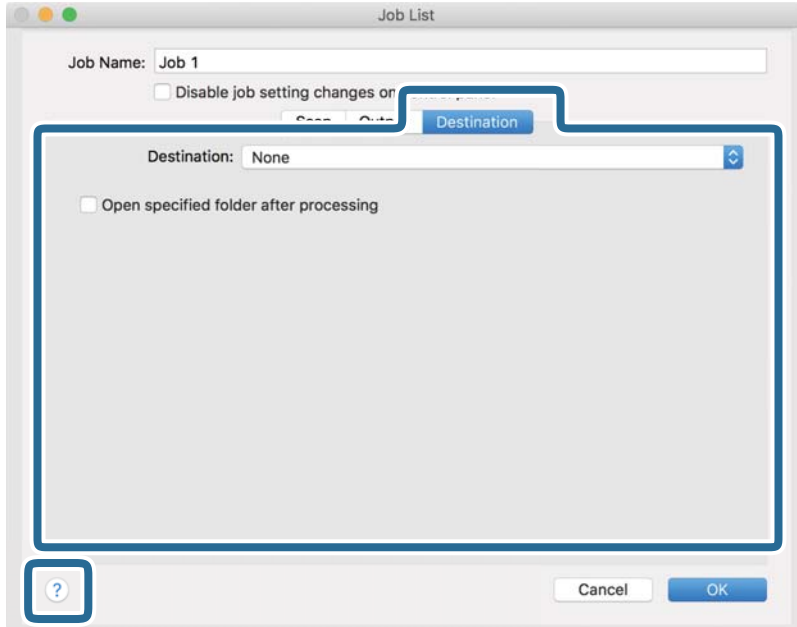 Job List
Job Name: Job 1
Disable job setting changes on
Destination
Destination: None
Open specified folder after processing
?
Cancel OK